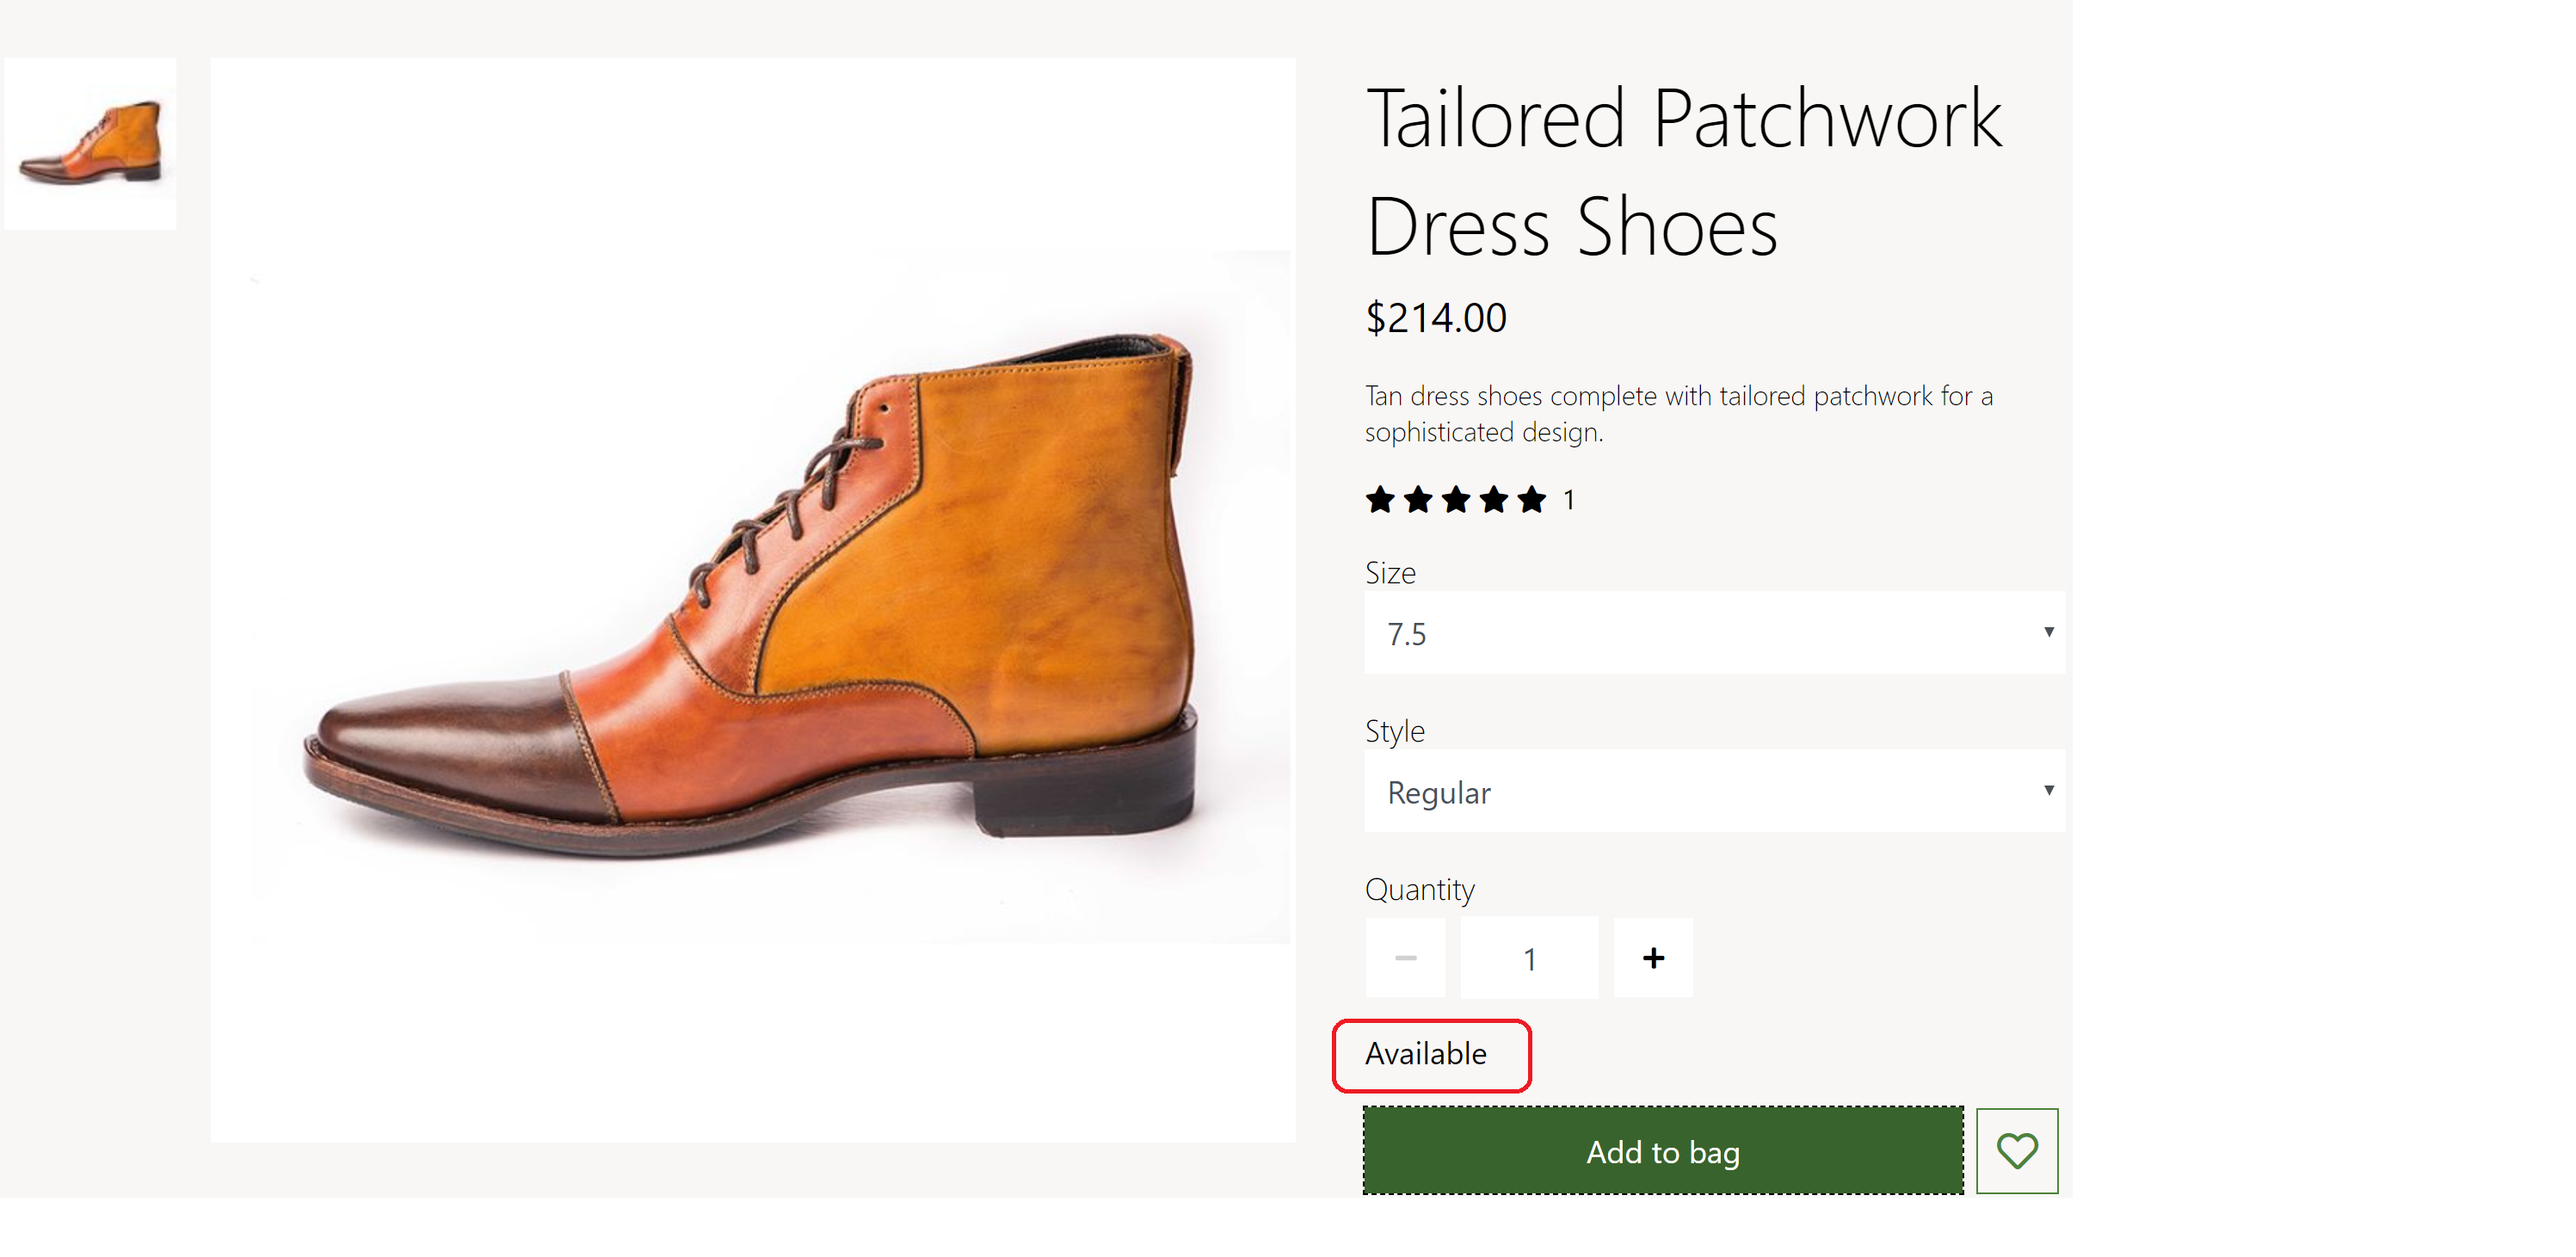 Tailored Patchwork
Dress Shoes
$214.00
Tan dress shoes complete with tailored patchwork for a
sophisticated design.
1
Size
7.5
Style
Regular
Quantity
1
Available
Add to bag